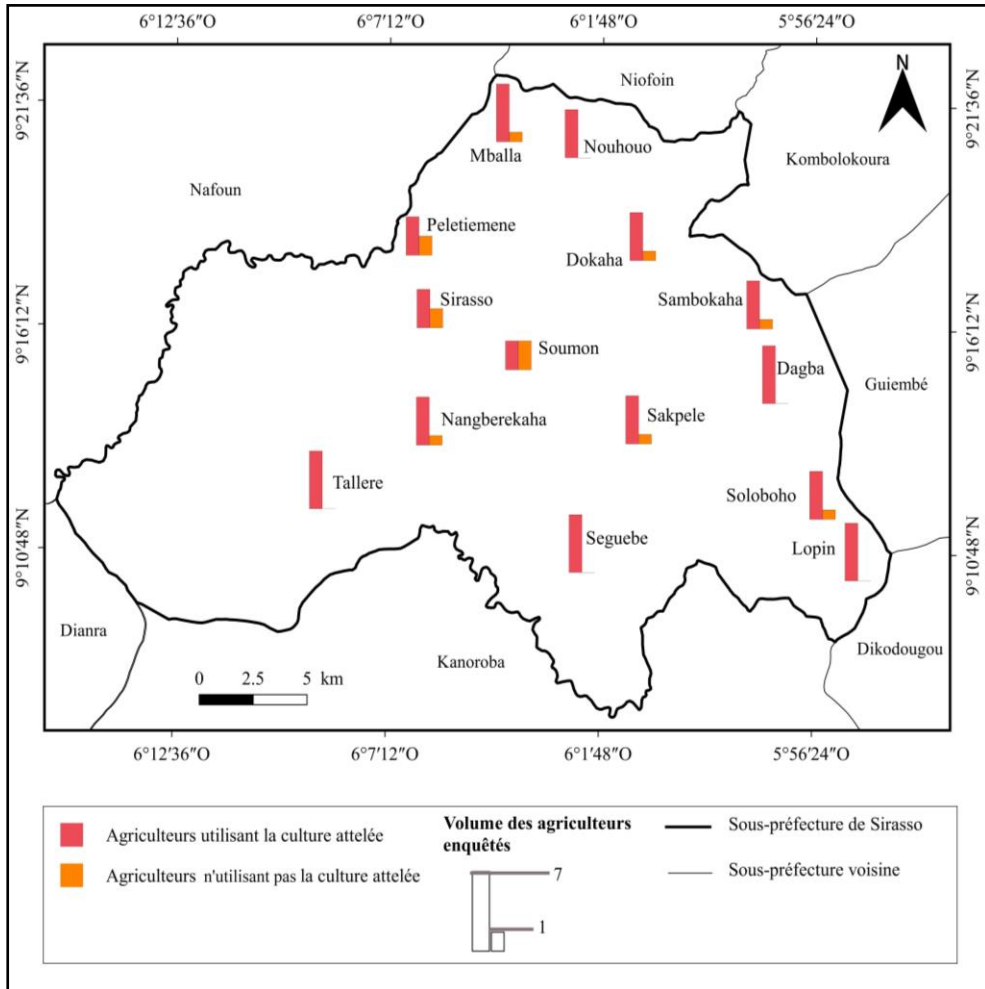 6°12'36"O 6°7'12"O 6°1'48"O 5°56'24"O
9°21'36"N
9°16'12"N
9°10'48"N
9°21'36"N
9°16'12"N
9°10'48"N
N
Niofoin
Kombolokoura
Nafoun
Mballa
Nouhouo
Peletiemene
Dokaha
Sirasso
Sambokaha
Soumon
Dagba
Guiembé
Nangberekaha
Sakpele
Tallere
Soloboho
Seguebe
Lopin
Dianra
Kanoroba
Dikodougou
0 2.5 5 km
6°12'36"O 6°7'12"O 6°1'48"O 5°56'24"O
Agriculteurs utilisant la culture attelée
Agriculteurs n'utilisant pas la culture attelée
Volume des agriculteurs
enquêtés
7
1
Sous-préfecture de Sirasso
Sous-préfecture voisine